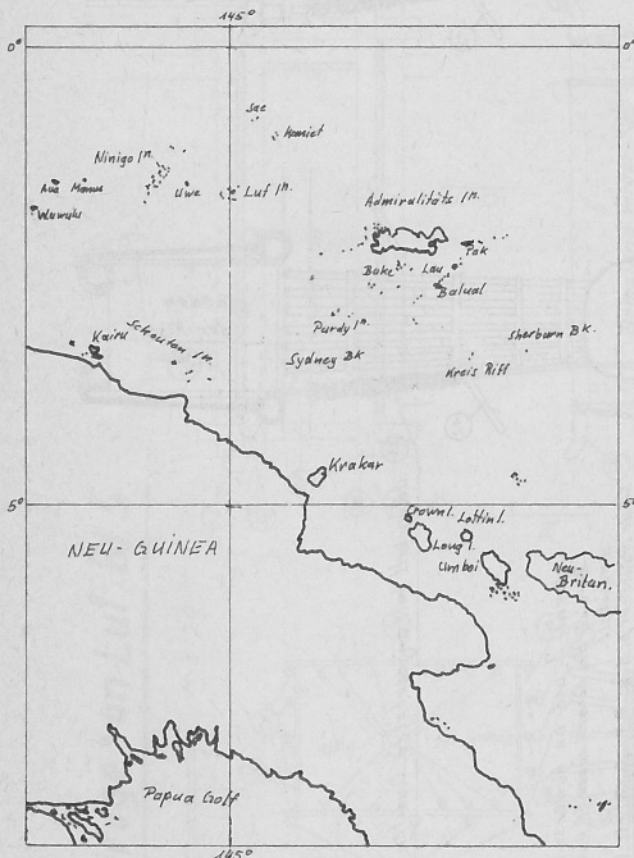 145°
0°
0°
Sae
Kamiet
Ninigo In.
Aua
Manus
Uwe
Luf In.
Wuwulu
Admiralitäts In.
Pak
Buke
Lau
Balual
Purdy In.
Sherburn BK.
Kairu
Schouten In.
Sydney BK
Kreis Riff
Krakar
5°
5°
Crown I.
Lottin I.
Long I.
Umboi
NEU-GUINEA
Neu-
Britan.
Papua Golf
145°